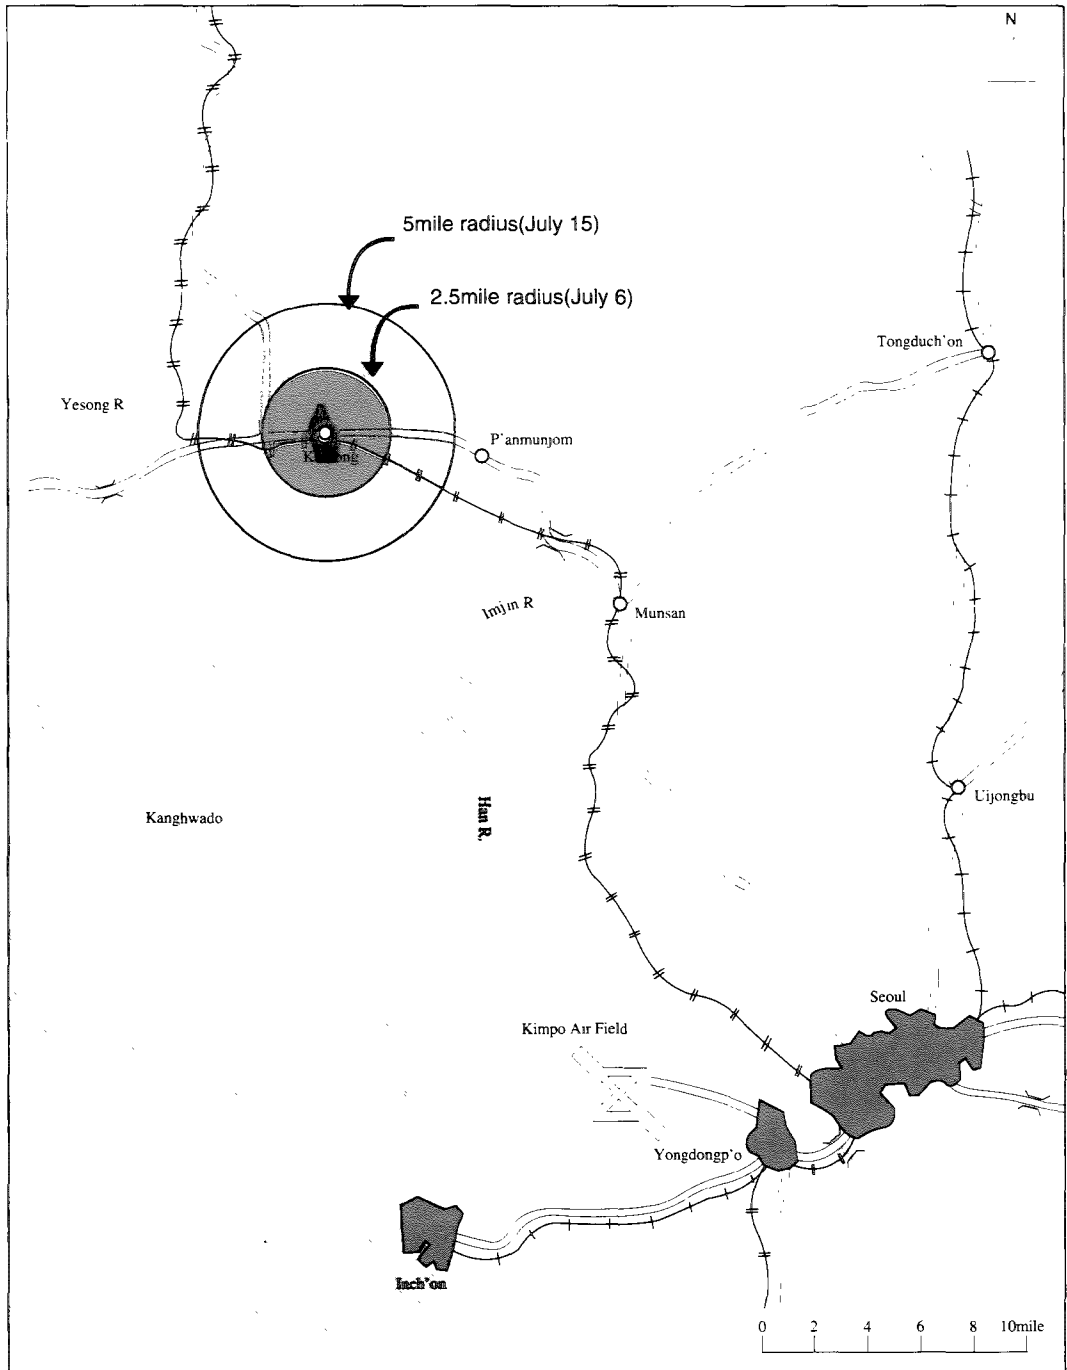 N
5mile radius(July 15)
2.5mile radius(July 6)
Tongduch'on
Yesong R
P'anmunjom
Imjin R
Munsan
Kanghwado
Han R.
Uijongbu
Seoul
Kimpo Air Field
Yongdongp'o
Inch'on
0 2 4 6 8 10mile